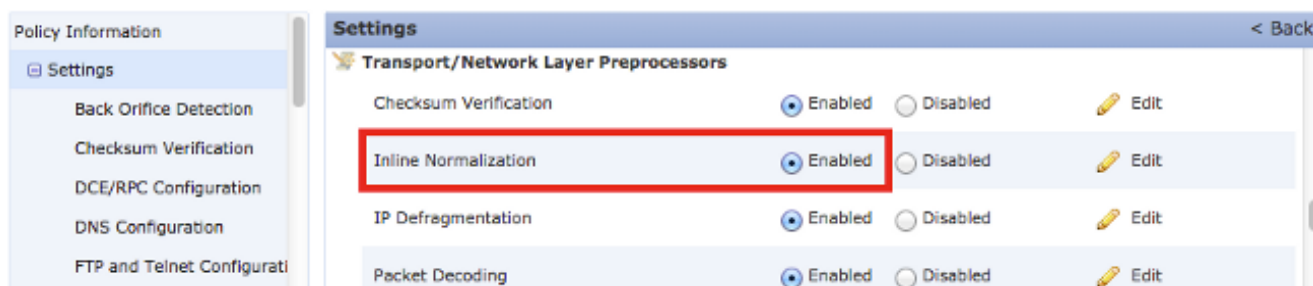 Policy Information
Settings
Back Orifice Detection
Checksum Verification
DCE/RPC Configuration
DNS Configuration
FTP and Telnet Configurati
Settings < Back
Transport/Network Layer Preprocessors
Checksum Verification Enabled Disabled Edit
Inline Normalization Enabled Disabled Edit
IP Defragmentation Enabled Disabled Edit
Packet Decoding Enabled Disabled Edit